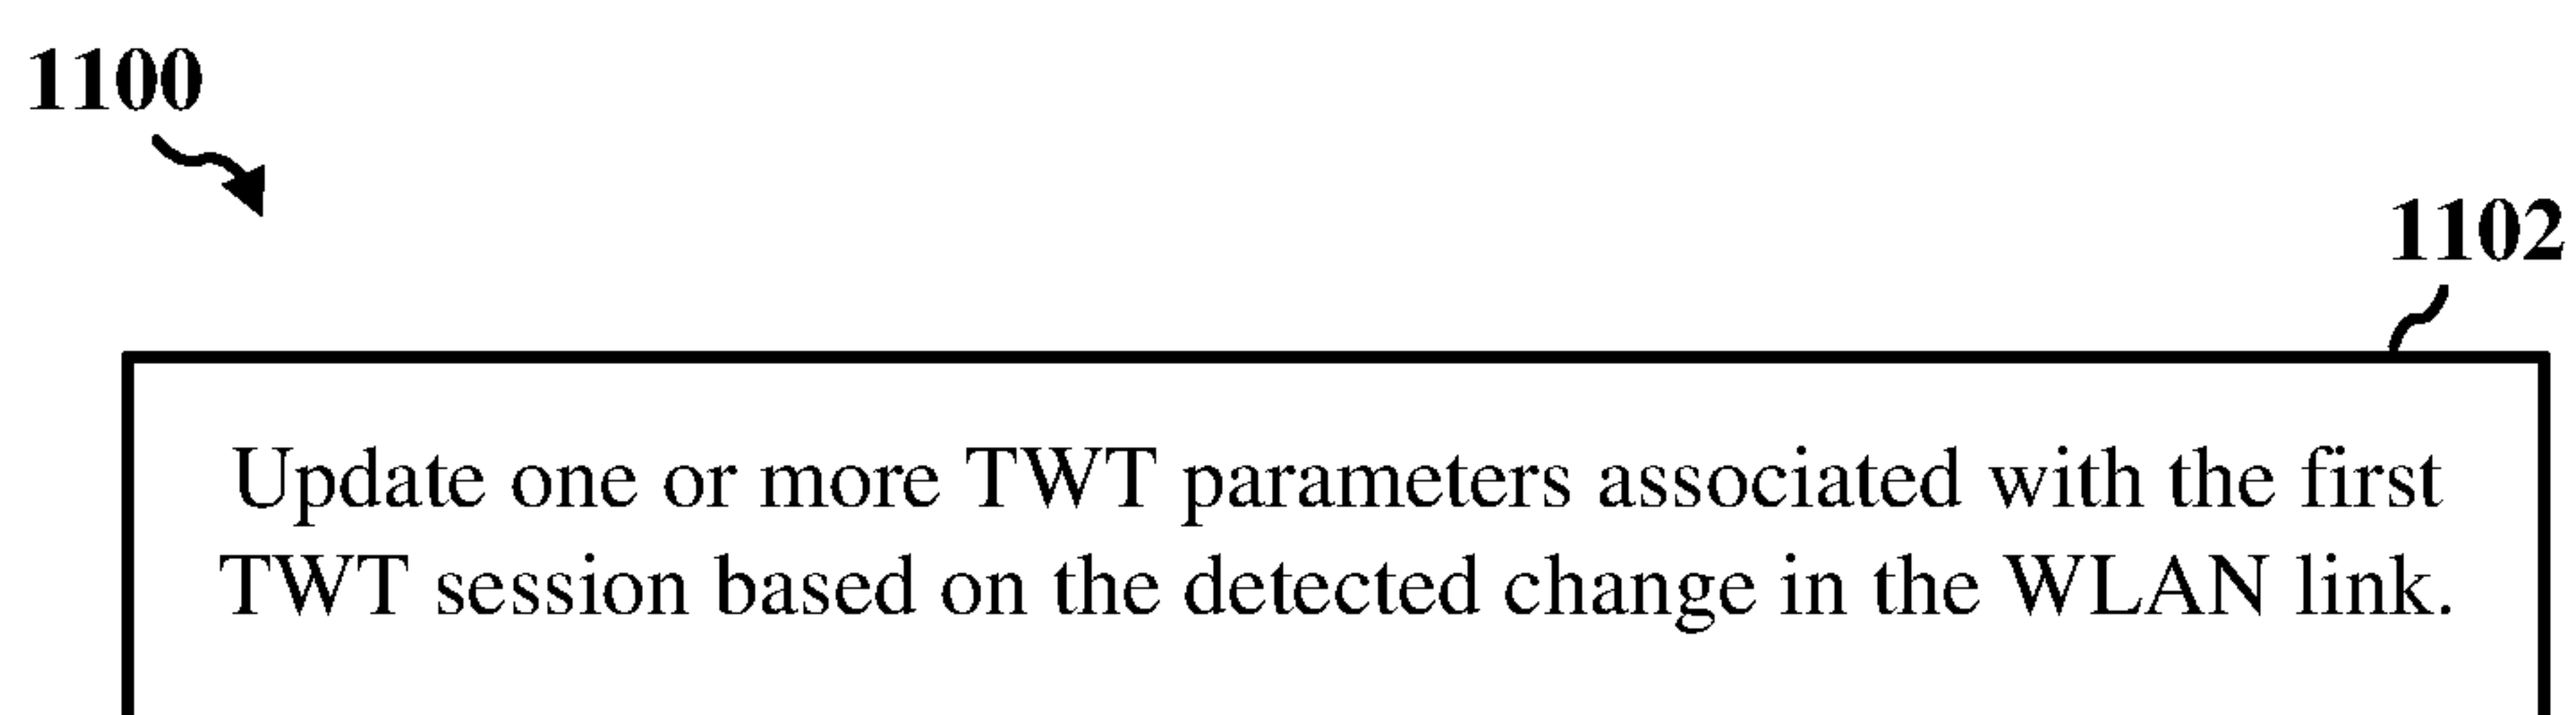 1100
1102
Update one or more TWT parameters associated with the first
TWT session based on the detected change in the WLAN link.